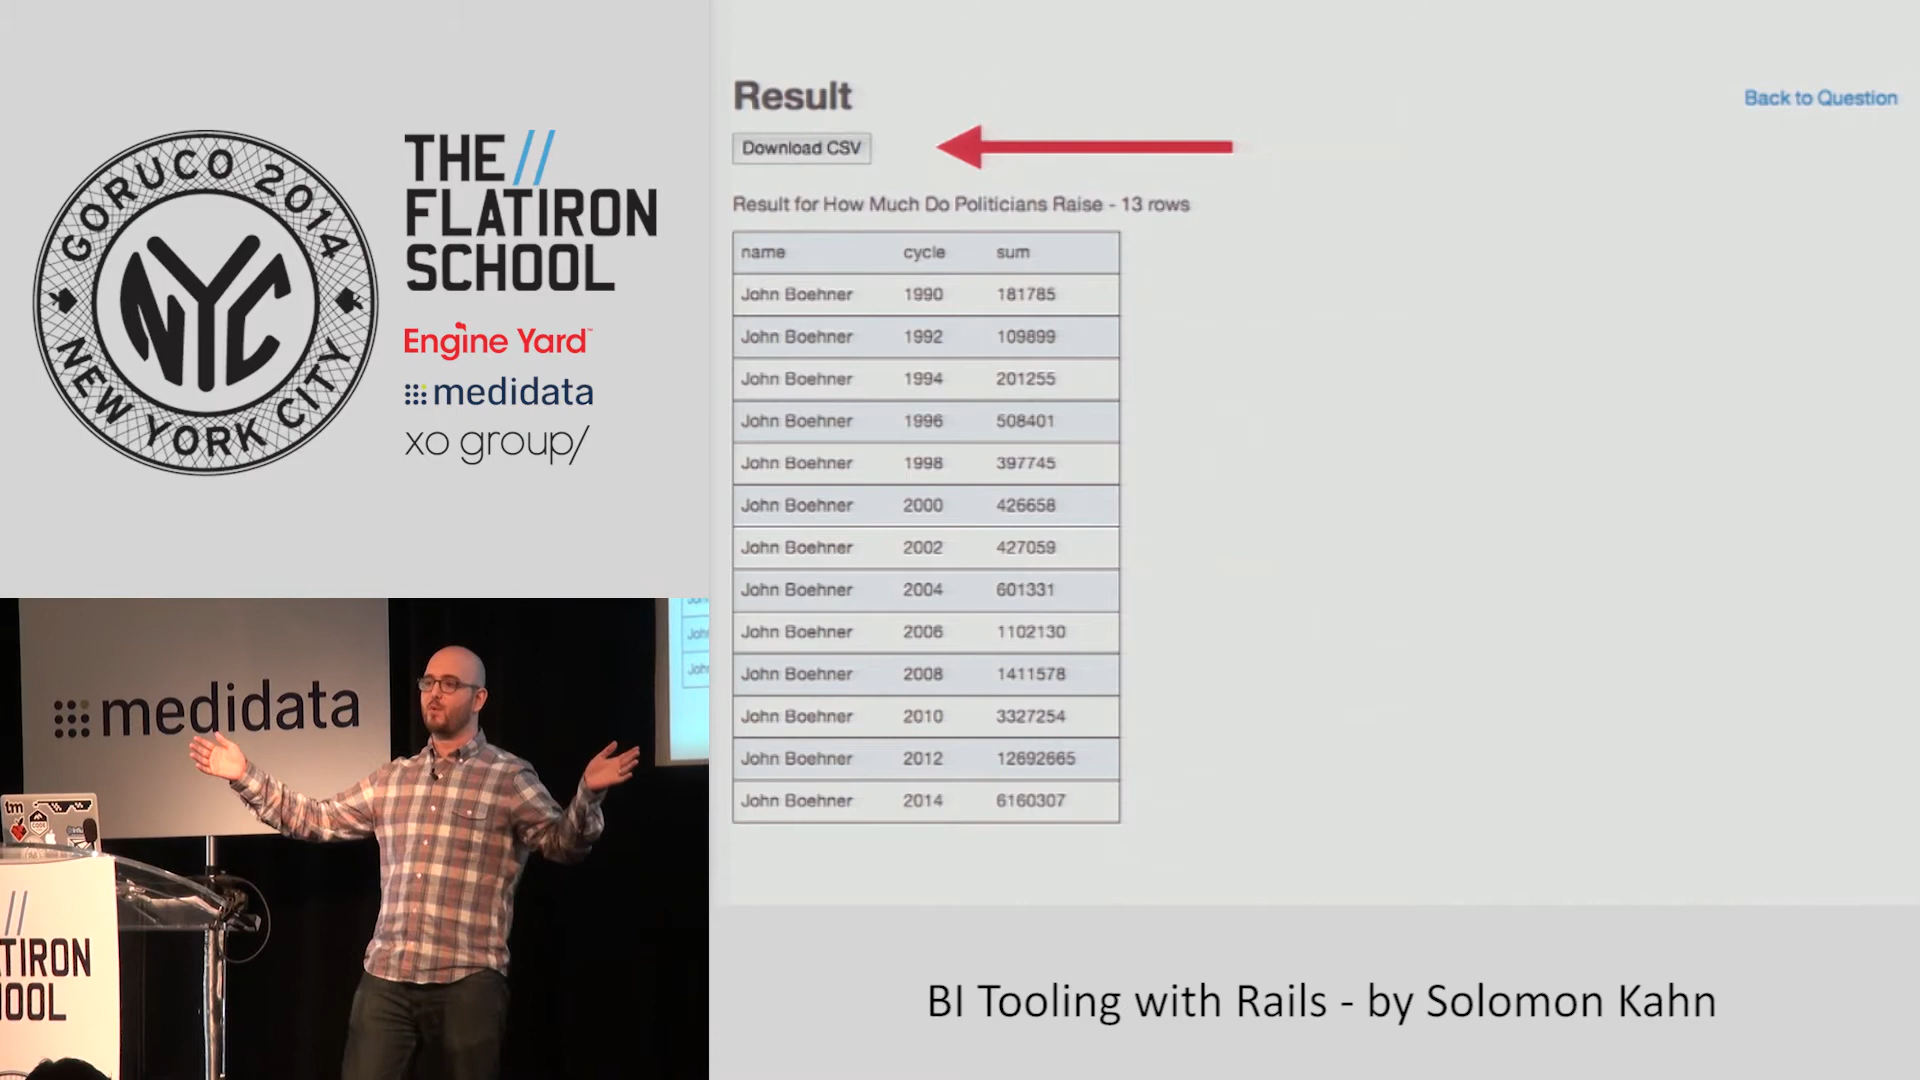 GORUCO 2014
NYC
NEW YORK CITY
THE //
FLATIRON
SCHOOL
Engine Yard™
medidata
xo group/
Result
Back to Question
Download CSV
Result for How Much Do Politicians Raise - 13 rows
name cycle sum
John Boehner 1990 181785
John Boehner 1992 109899
John Boehner 1994 201255
John Boehner 1996 508401
John Boehner 1998 397745
John Boehner 2000 426658
John Boehner 2002 427059
John Boehner 2004 601331
John Boehner 2006 1102130
John Boehner 2008 1411578
John Boehner 2010 3327254
John Boehner 2012 12692665
John Boehner 2014 6160307
medidata
Joh
Joh
tm
//
TIRON
OOL
BI Tooling with Rails - by Solomon Kahn